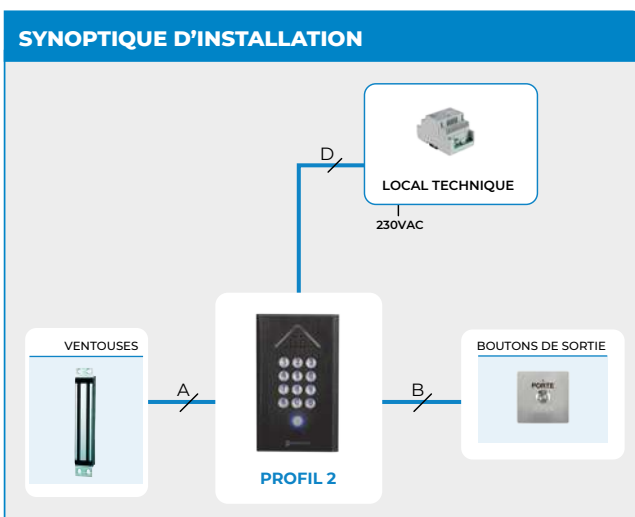 SYNOPTIQUE D'INSTALLATION
D
LOCAL TECHNIQUE
230VAC
VENTOUSES
BOUTONS DE SORTIE
PORTE
A
B
PROFIL 2